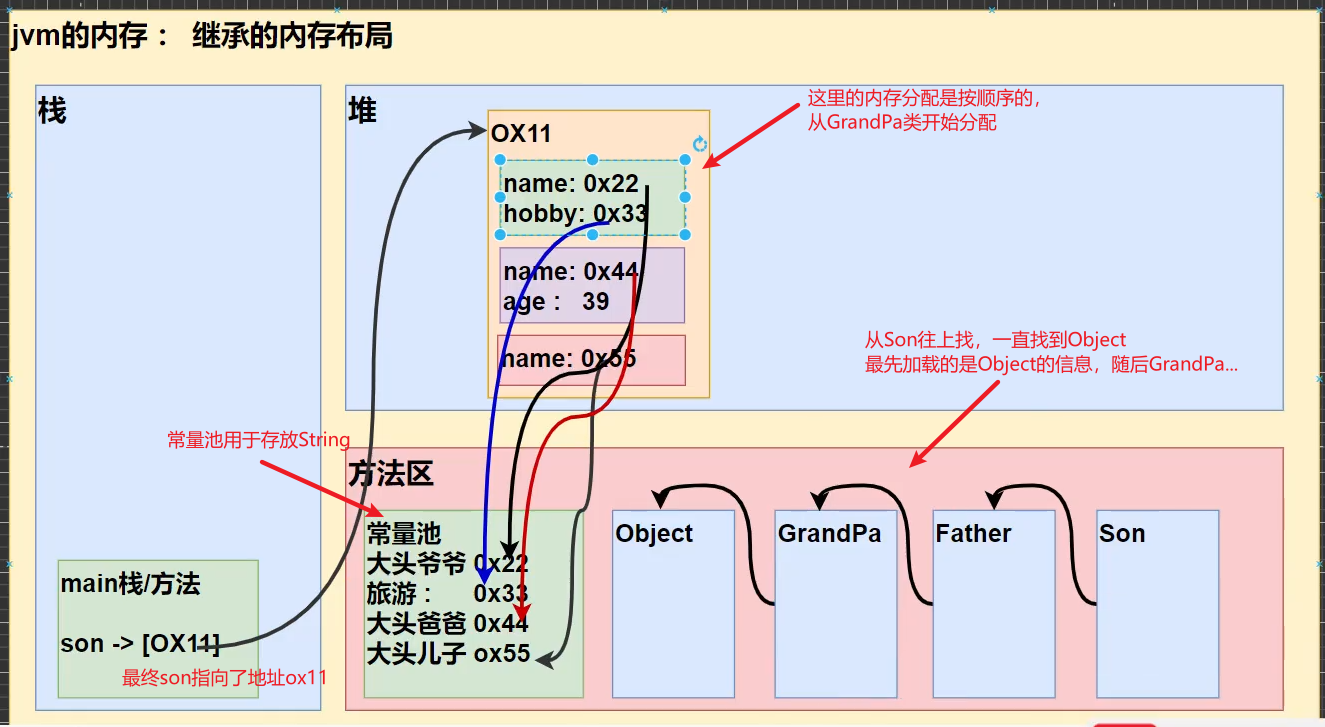 jvm的内存： 继承的内存布局
栈
堆
OX11
name: 0x22
hobby: 0x33
name: 0x44
age : 39
name: 0x55
这里的内存分配是按顺序的，
从GrandPa类开始分配
从Son往上找，一直找到Object
最先加载的是Object的信息，随后GrandPa...
常量池用于存放String
方法区
常量池
大头爷爷 0x22
旅游： 0x33
大头爸爸 0x44
大头儿子 ox55
Object
GrandPa
Father
Son
main栈/方法
son -> [OX11]
最终son指向了地址ox11